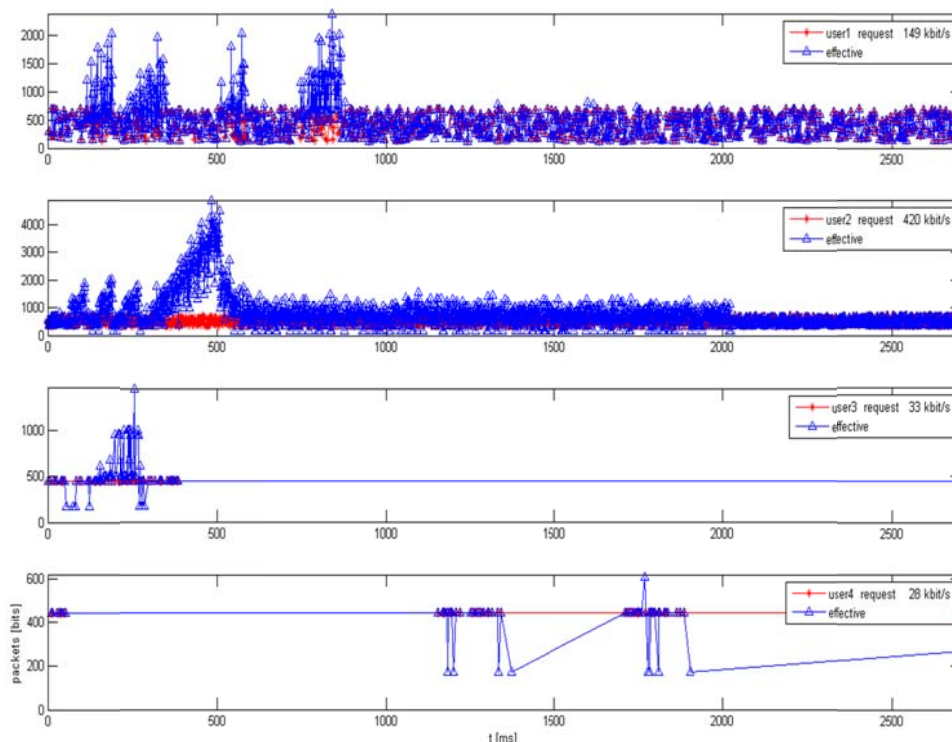 2000
1500
1000
500
0
user1 request 149 kbit/s
effective
0 500 1000 1500 2000 2500
4000
3000
2000
1000
0
user2 request 420 kbit/s
effective
0 500 1000 1500 2000 2500
1000
500
0
user3 request 33 kbit/s
effective
0 500 1000 1500 2000 2500
packets [bits]
600
400
200
0
user4 request 28 kbit/s
effective
0 500 1000 1500 2000 2500
t [ms]